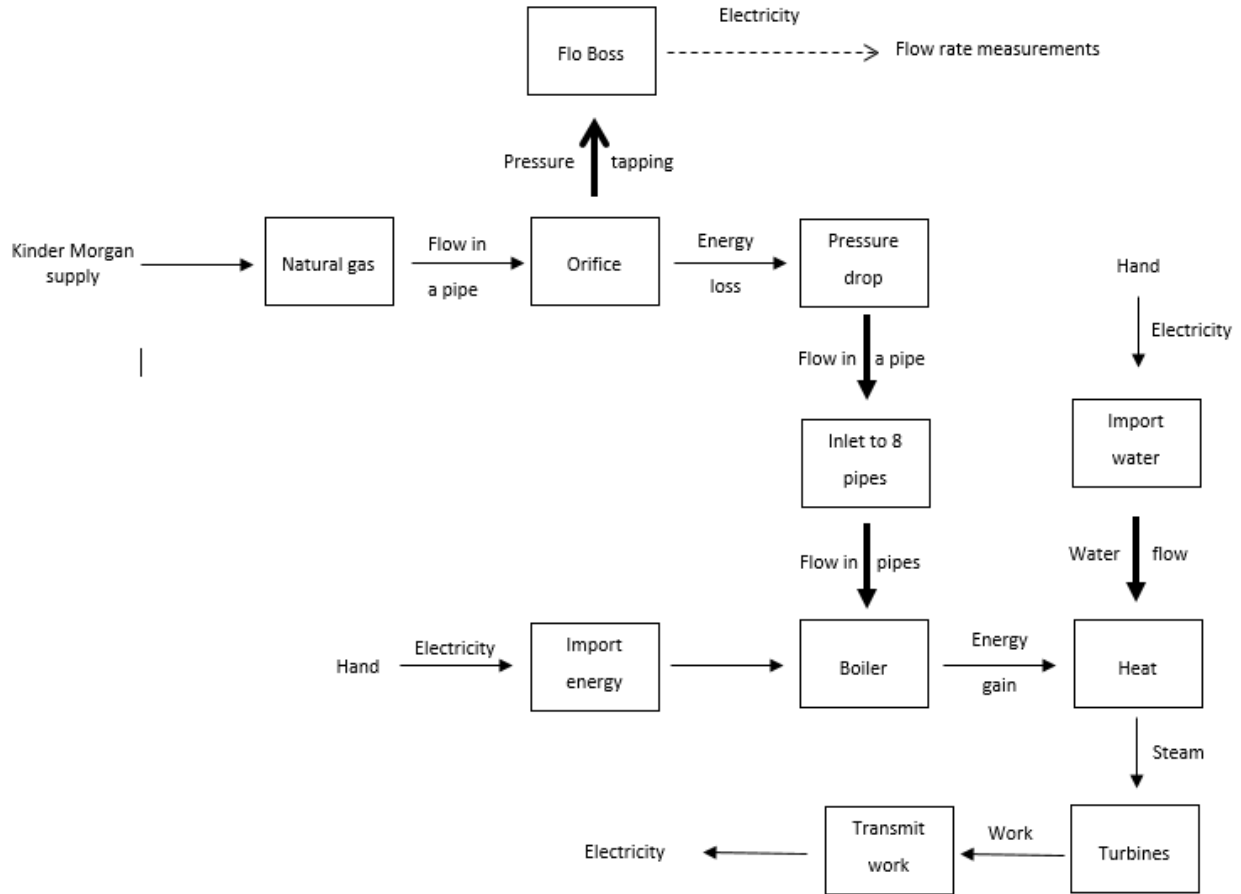 Electricity
Flo Boss
Flow rate measurements
Pressure tapping
Kinder Morgan
supply
Natural gas
Flow in
a pipe
Orifice
Energy
loss
Pressure
drop
Hand
Electricity
Flow in a pipe
Import
water
Inlet to 8
pipes
Flow in pipes
Water flow
Hand
Electricity
Import
energy
Boiler
Energy
gain
Heat
Steam
Electricity
Transmit
work
Work
Turbines